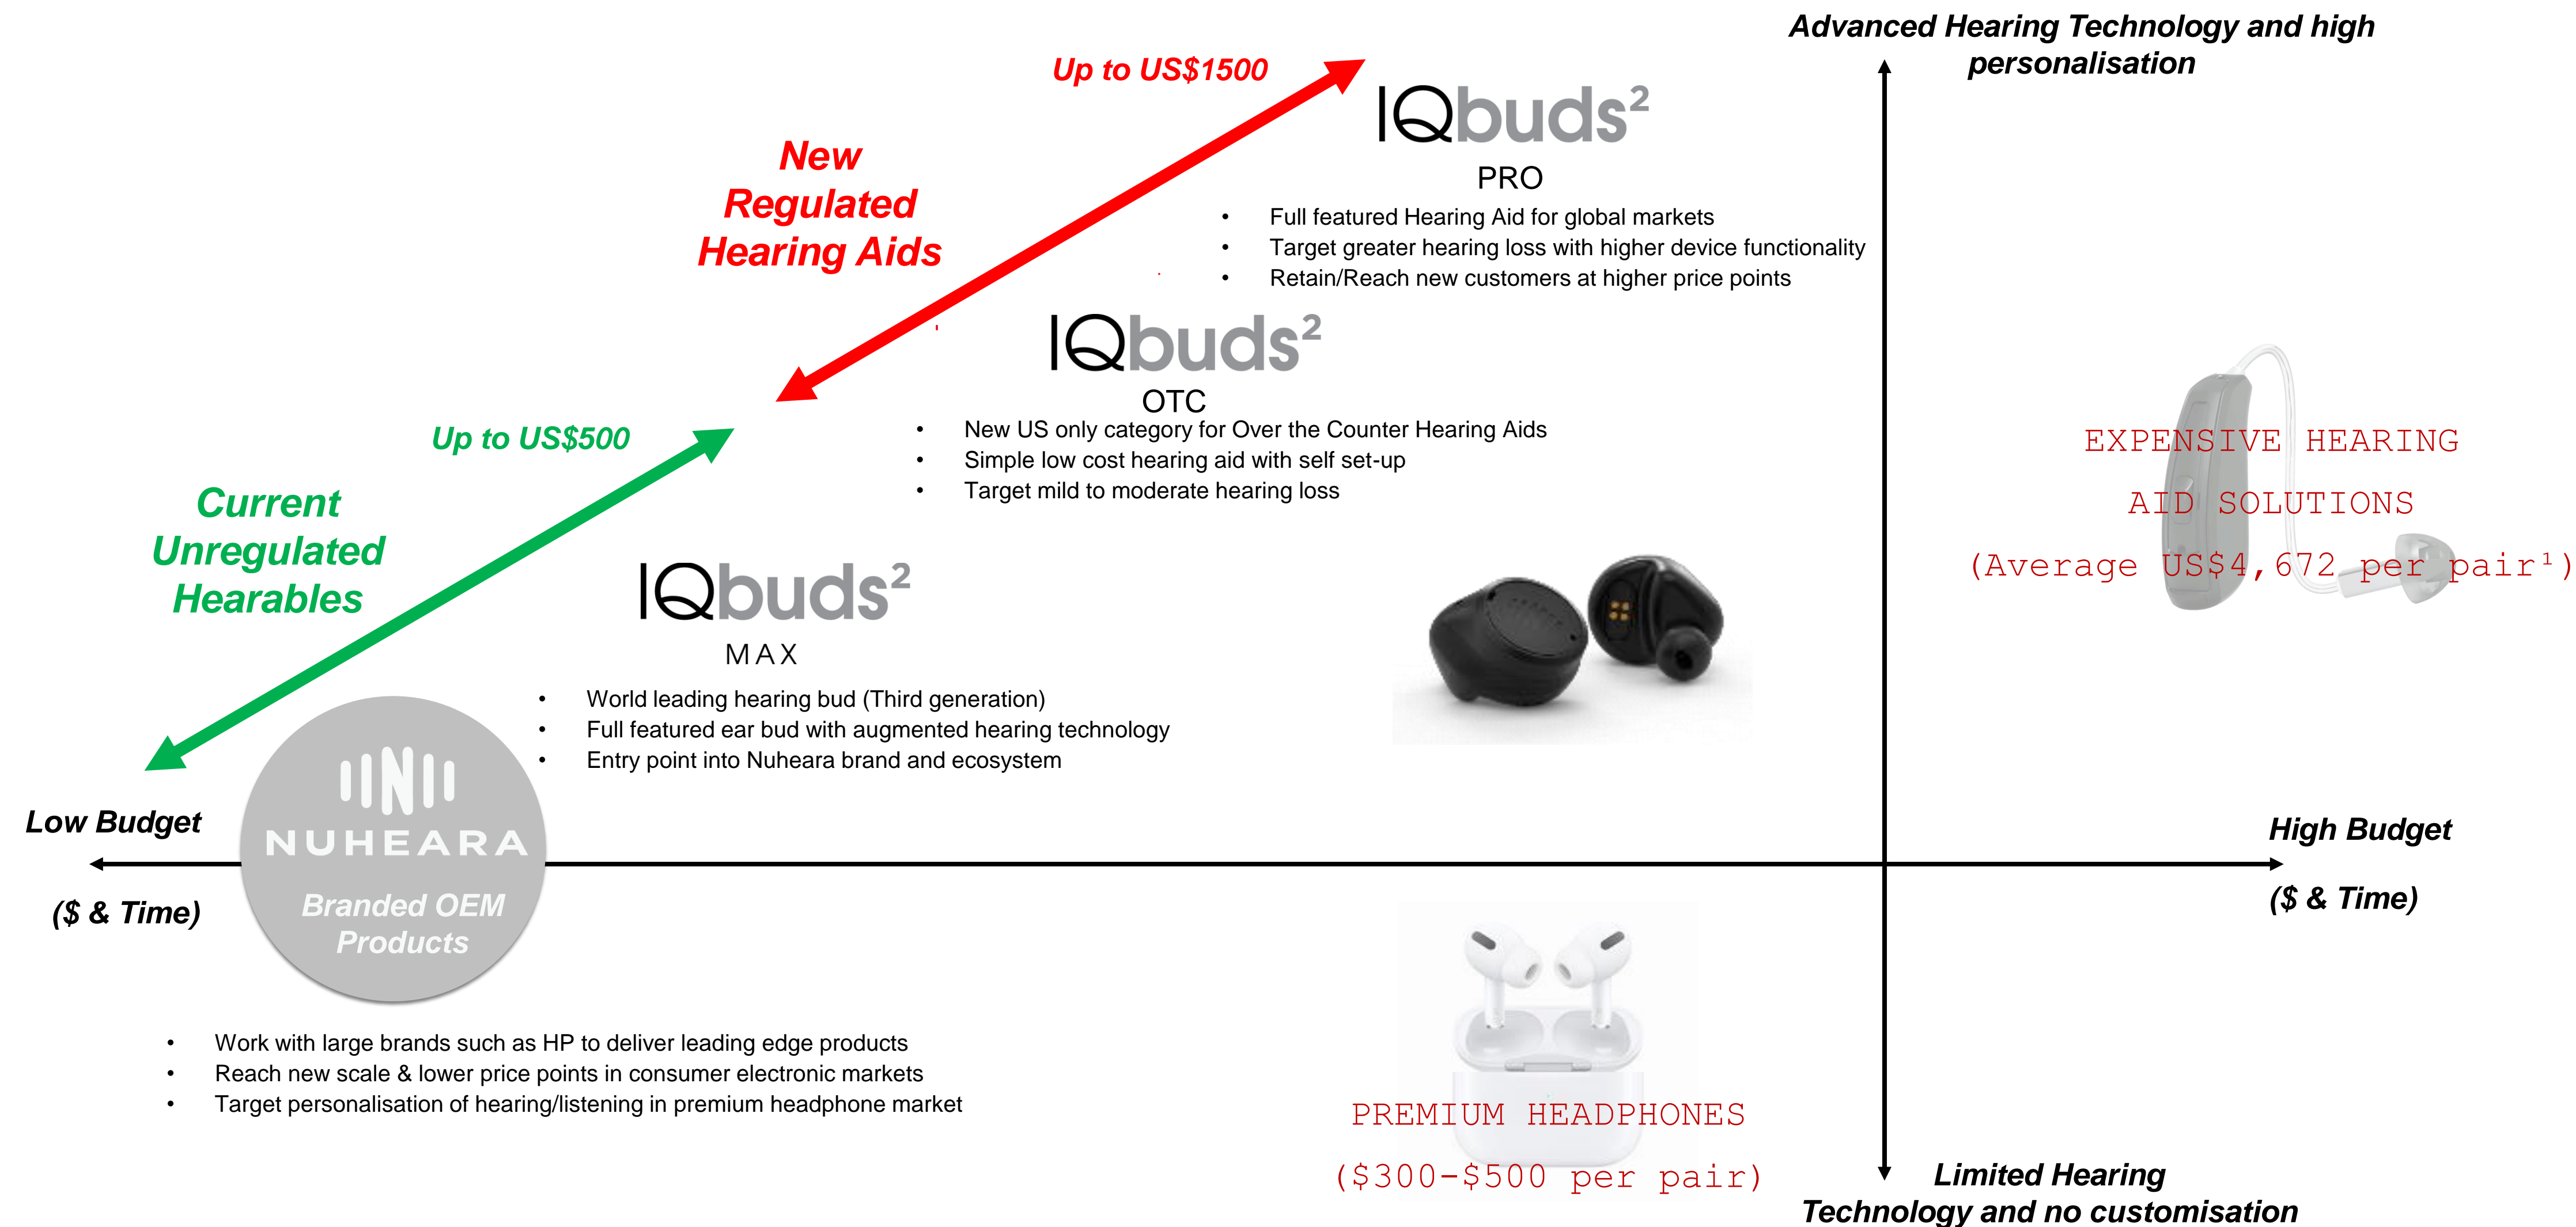 Advanced Hearing Technology and high
personalisation
Up to US$1500
IQbuds²
PRO
New
Regulated
Hearing Aids
• Full featured Hearing Aid for global markets
• Target greater hearing loss with higher device functionality
• Retain/Reach new customers at higher price points
IQbuds²
OTC
• New US only category for Over the Counter Hearing Aids
• Simple low cost hearing aid with self set-up
• Target mild to moderate hearing loss
Up to US$500
EXPENSIVE HEARING
AID SOLUTIONS
(Average US$4,672 per pair¹)
Current
Unregulated
Hearables
IQbuds²
MAX
• World leading hearing bud (Third generation)
• Full featured ear bud with augmented hearing technology
• Entry point into Nuheara brand and ecosystem
Low Budget
($ & Time)
NUHEARA
Branded OEM
Products
High Budget
($ & Time)
• Work with large brands such as HP to deliver leading edge products
• Reach new scale & lower price points in consumer electronic markets
• Target personalisation of hearing/listening in premium headphone market
PREMIUM HEADPHONES
($300-$500 per pair)
Limited Hearing
Technology and no customisation